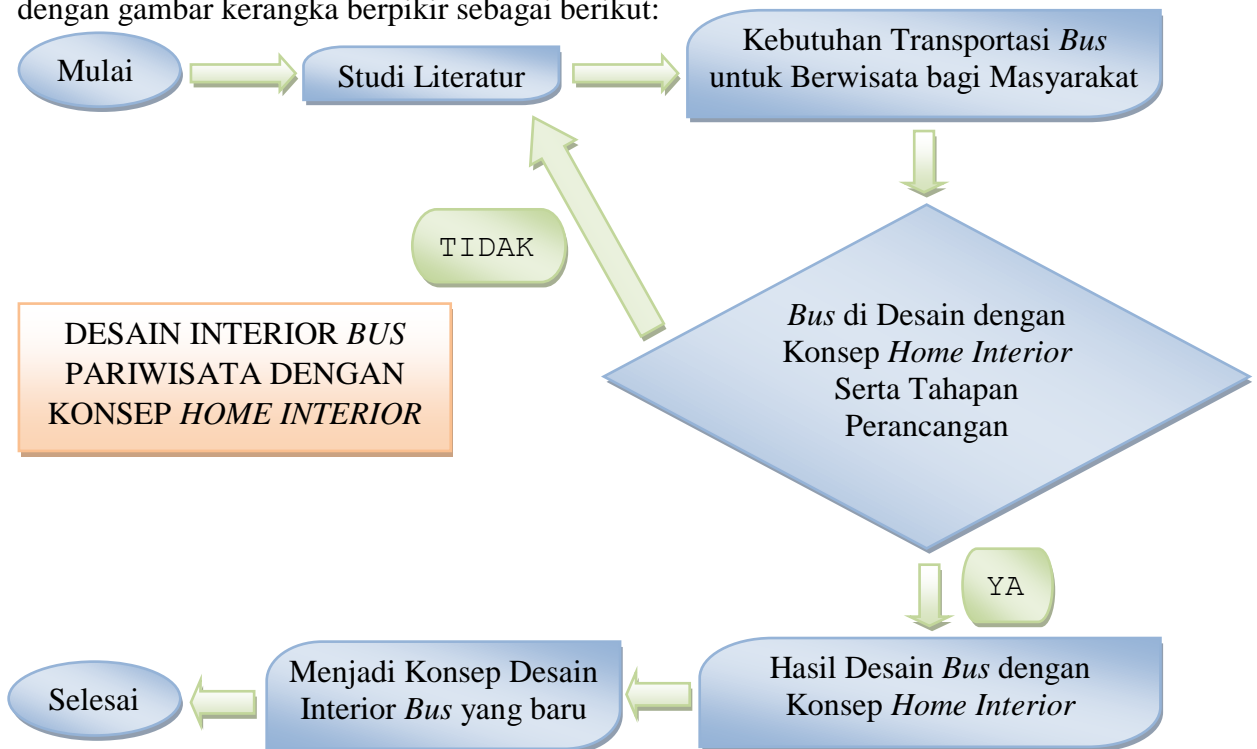 dengan gambar kerangka berpikir sebagai berikut:
Mulai
Studi Literatur
Kebutuhan Transportasi Bus
untuk Berwisata bagi Masyarakat
TIDAK
DESAIN INTERIOR BUS
PARIWISATA DENGAN
KONSEP HOME INTERIOR
Bus di Desain dengan
Konsep Home Interior
Serta Tahapan
Perancangan
YA
Hasil Desain Bus dengan
Konsep Home Interior
Menjadi Konsep Desain
Interior Bus yang baru
Selesai